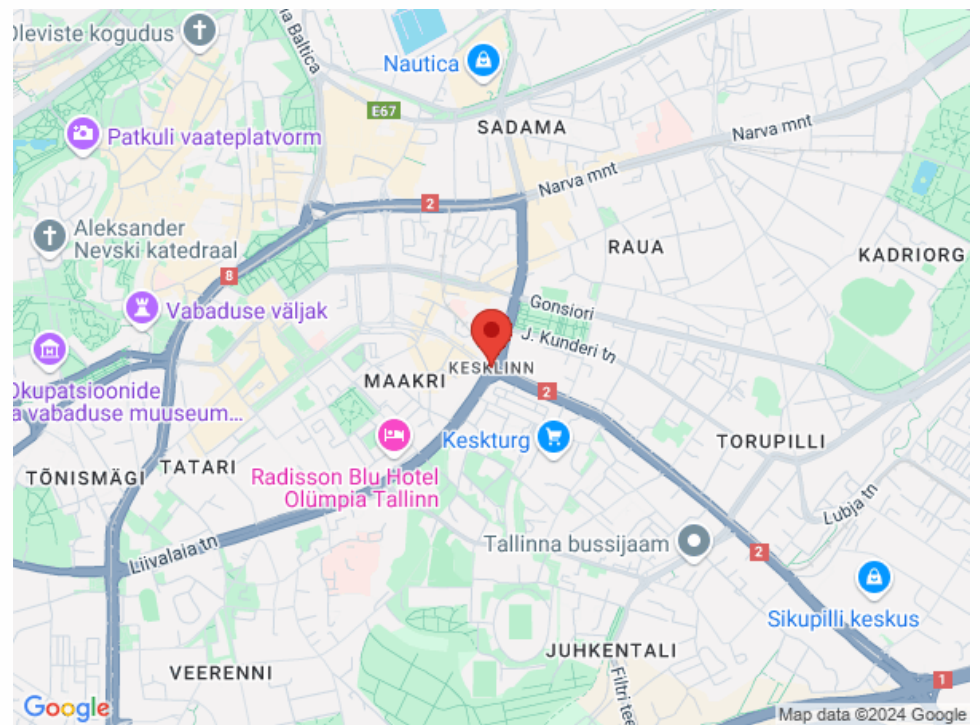 Oleviste kogudus
na Baltica
Nautica
E67
SADAMA
Narva mnt
Patkuli vaateplatvorm
2
Narva mnt
Aleksander
Nevski katedraal
RAUA
KADRIORG
8
Vabaduse väljak
Gonsiori
J. Kunderi tn
KESKLINN
Okupatsioonide
a vabaduse muuseum...
MAAKRI
2
Keskturg
TORUPILLI
TÕNISMÄGI
TATARI
Radisson Blu Hotel
Olümpia Tallinn
Lubja tn
Liivalaia tn
Tallinna bussijaam
2
Sikupilli keskus
JUHKENTALI
VEERENNI
Filtri tee
1
Google
Map data ©2024 Google